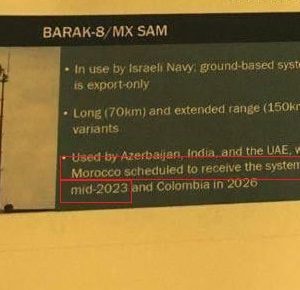 BARAK-8/MX SAM
• In use by Israeli Navy; ground-based syste
is export-only
• Long (70km) and extended range (150km
variants
• Used by Azerbaijan, India, and the UAE, w
Morocco scheduled to receive the system
mid-2023 and Colombia in 2026